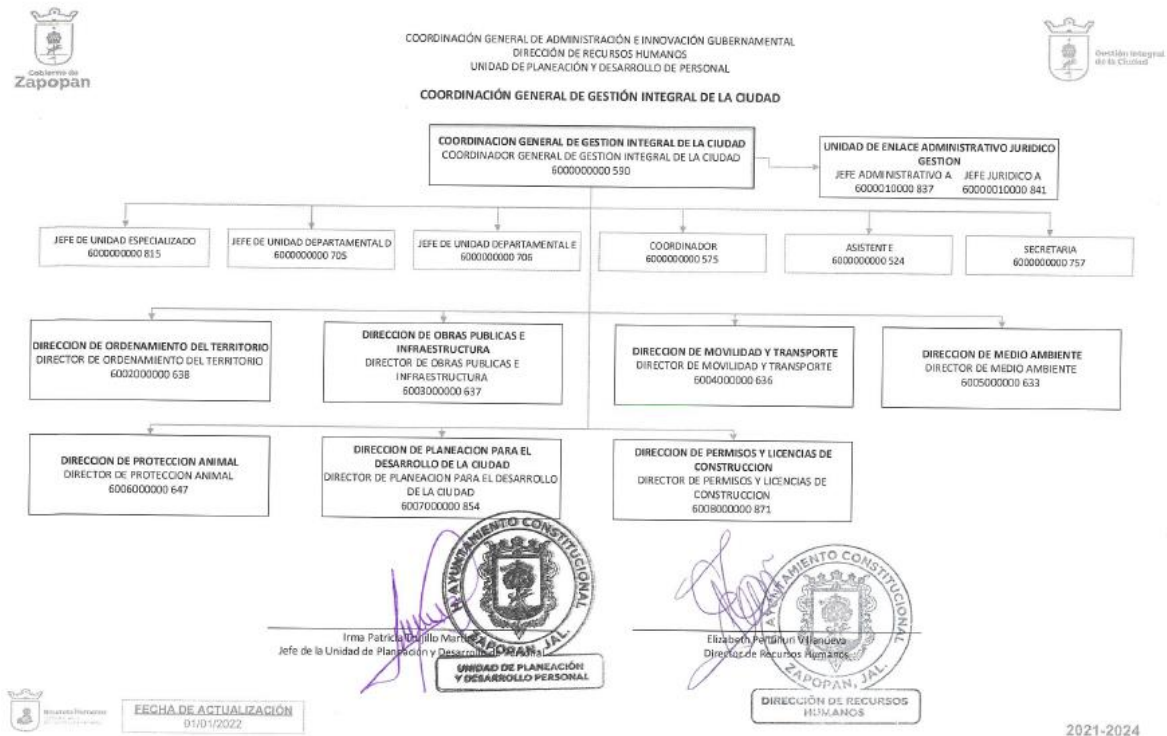 Gobierno de
Zapopan
COORDINACIÓN GENERAL DE ADMINISTRACIÓN E INNOVACIÓN GUBERNAMENTAL
DIRECCIÓN DE RECURSOS HUMANOS
UNIDAD DE PLANEACIÓN Y DESARROLLO DE PERSONAL
Gestión Integral
de la Ciudad
COORDINACIÓN GENERAL DE GESTIÓN INTEGRAL DE LA CIUDAD
COORDINACION GENERAL DE GESTION INTEGRAL DE LA CIUDAD
COORDINADOR GENERAL DE GESTION INTEGRAL DE LA CIUDAD
6000000000 590
UNIDAD DE ENLACE ADMINISTRATIVO JURIDICO
GESTION
JEFE ADMINISTRATIVO A JEFE JURIDICO A
6000010000 837 60000010000 841
JEFE DE UNIDAD ESPECIALIZADO
6000000000 815
JEFE DE UNIDAD DEPARTAMENTAL D
6000000000 705
JEFE DE UNIDAD DEPARTAMENTAL E
6000000000 706
COORDINADOR
6000000000 575
ASISTENTE
6000000000 524
SECRETARIA
6000000000 757
DIRECCION DE ORDENAMIENTO DEL TERRITORIO
DIRECTOR DE ORDENAMIENTO DEL TERRITORIO
6002000000 638
DIRECCION DE OBRAS PUBLICAS E
INFRAESTRUCTURA
DIRECTOR DE OBRAS PUBLICAS E
INFRAESTRUCTURA
6003000000 637
DIRECCION DE MOVILIDAD Y TRANSPORTE
DIRECTOR DE MOVILIDAD Y TRANSPORTE
6004000000 636
DIRECCION DE MEDIO AMBIENTE
DIRECTOR DE MEDIO AMBIENTE
6005000000 633
DIRECCION DE PROTECCION ANIMAL
DIRECTOR DE PROTECCION ANIMAL
6006000000 647
DIRECCION DE PLANEACION PARA EL
DESARROLLO DE LA CIUDAD
DIRECTOR DE PLANEACION PARA EL DESARROLLO
DE LA CIUDAD
6007000000 854
DIRECCION DE PERMISOS Y LICENCIAS DE
CONSTRUCCION
DIRECTOR DE PERMISOS Y LICENCIAS DE
CONSTRUCCION
6008000000 871
H. AYUNTAMIENTO CONSTITUCIONAL
ZAPOPAN, JAL.
Irma Patricia Trujillo
Jefe de la Unidad de Planeación y Desarrollo de Personal
UNIDAD DE PLANEACIÓN
Y DESARROLLO PERSONAL
AYUNTAMIENTO CONSTITUCIONAL
ZAPOPAN, JAL.
Elizabeth Villanueva
Director de Recursos Humanos
DIRECCIÓN DE RECURSOS
HUMANOS
Recursos Humanos
FECHA DE ACTUALIZACIÓN
01/01/2022
2021-2024